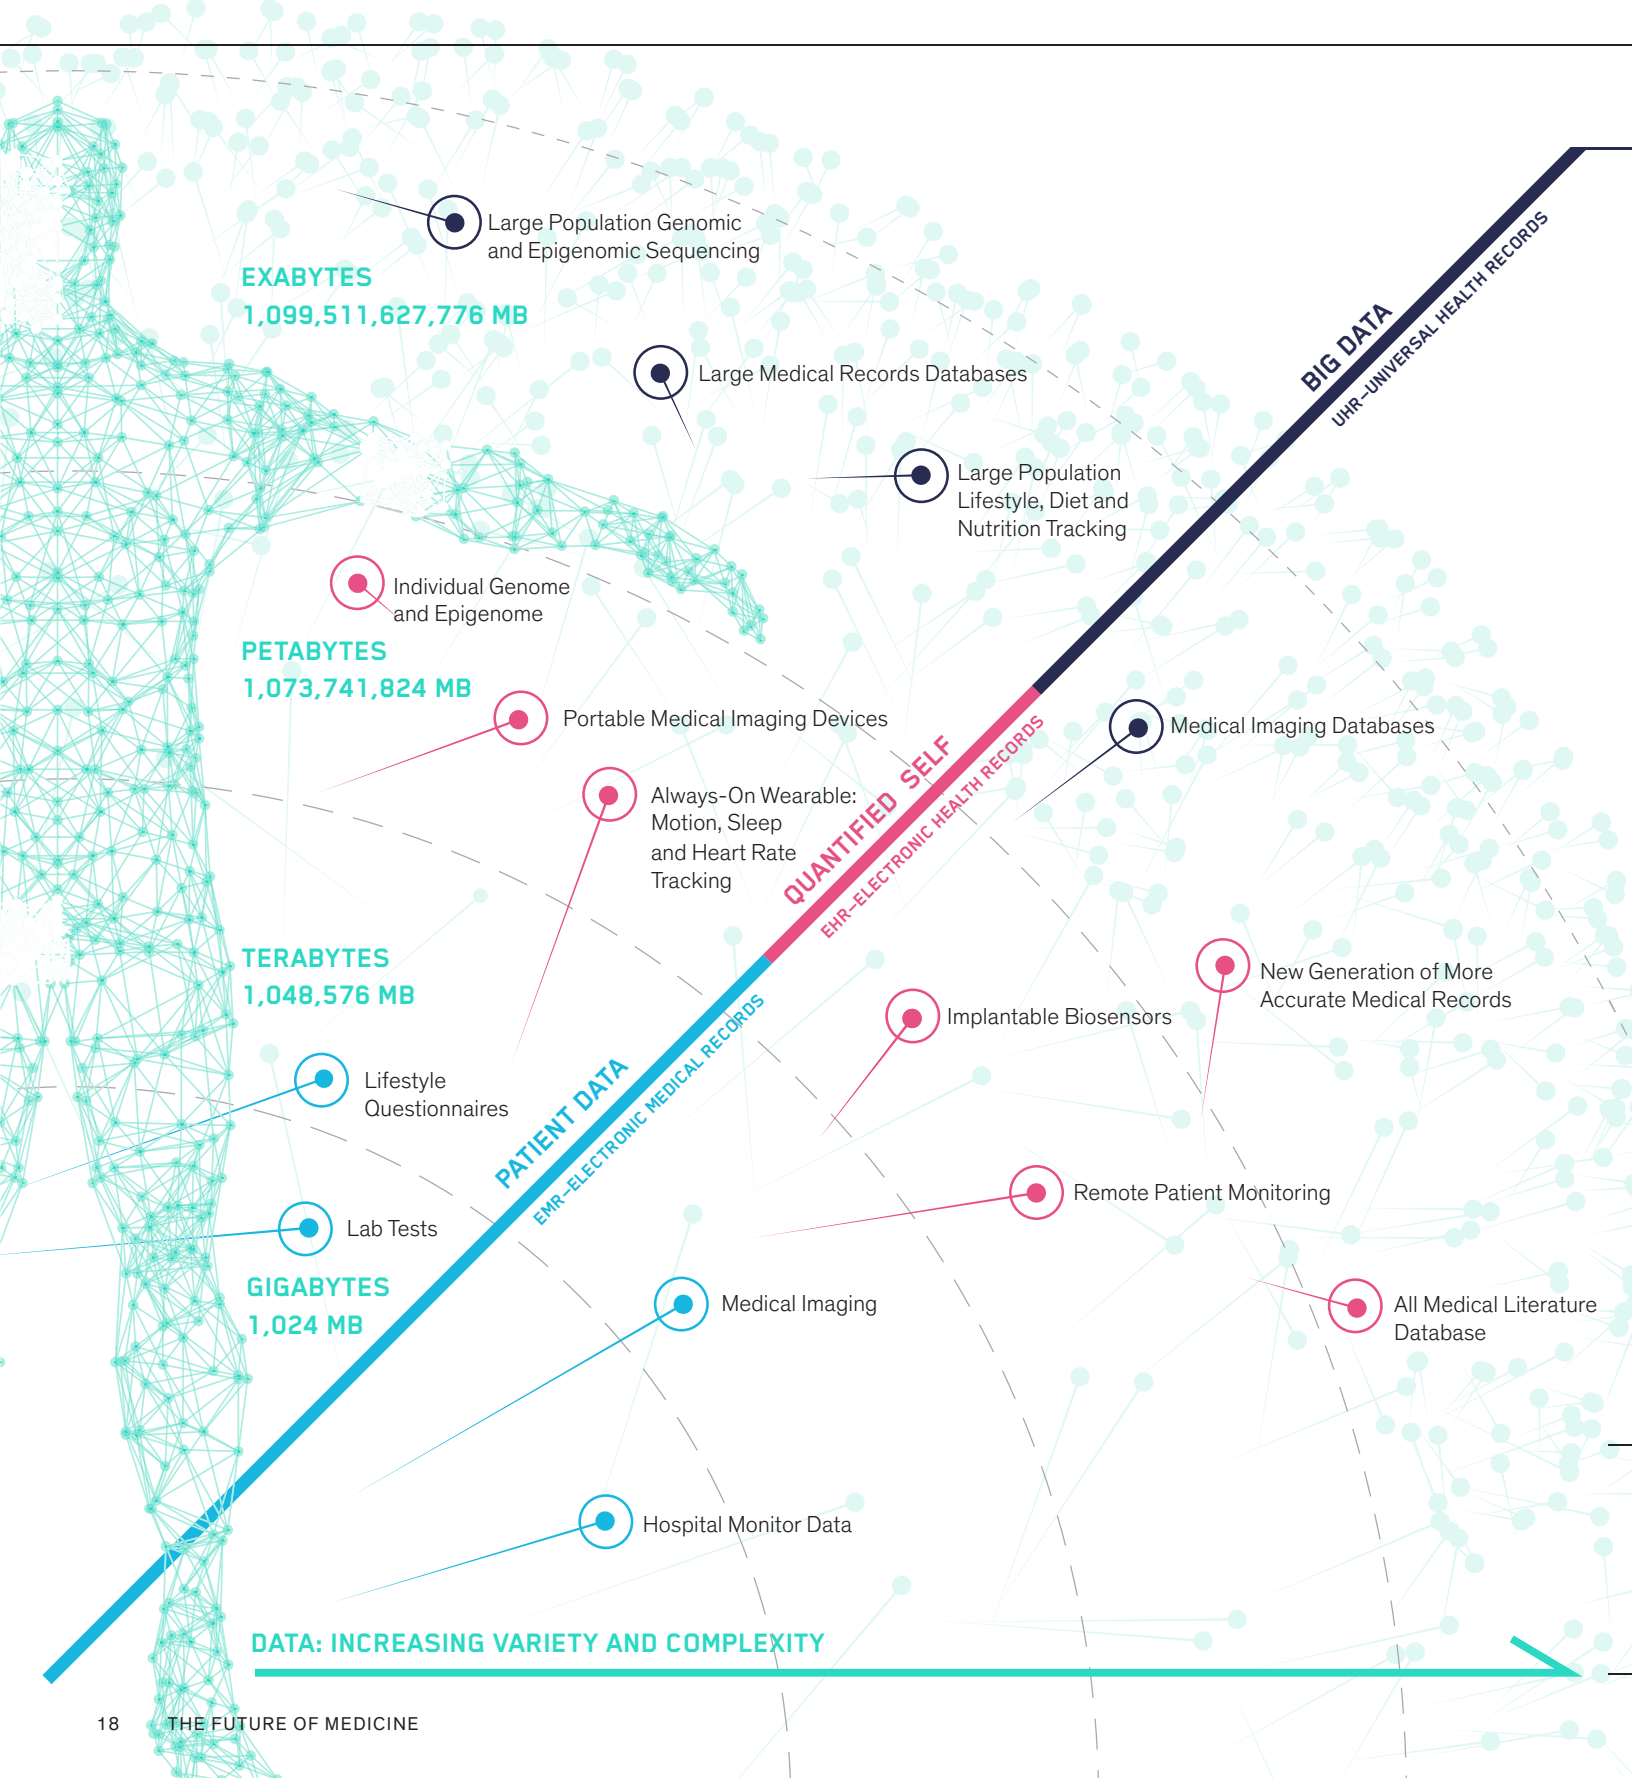 Large Population Genomic
and Epigenomic Sequencing
EXABYTES
1,099,511,627,776 MB
BIG DATA
UHR–UNIVERSAL HEALTH RECORDS
Large Medical Records Databases
Large Population
Lifestyle, Diet and
Nutrition Tracking
Individual Genome
and Epigenome
PETABYTES
1,073,741,824 MB
Portable Medical Imaging Devices
Medical Imaging Databases
QUANTIFIED SELF
EHR–ELECTRONIC HEALTH RECORDS
Always-On Wearable:
Motion, Sleep
and Heart Rate
Tracking
TERABYTES
1,048,576 MB
New Generation of More
Accurate Medical Records
Implantable Biosensors
Lifestyle
Questionnaires
PATIENT DATA
EMR–ELECTRONIC MEDICAL RECORDS
Remote Patient Monitoring
Lab Tests
GIGABYTES
1,024 MB
Medical Imaging
All Medical Literature
Database
Hospital Monitor Data
DATA: INCREASING VARIETY AND COMPLEXITY
18 THE FUTURE OF MEDICINE